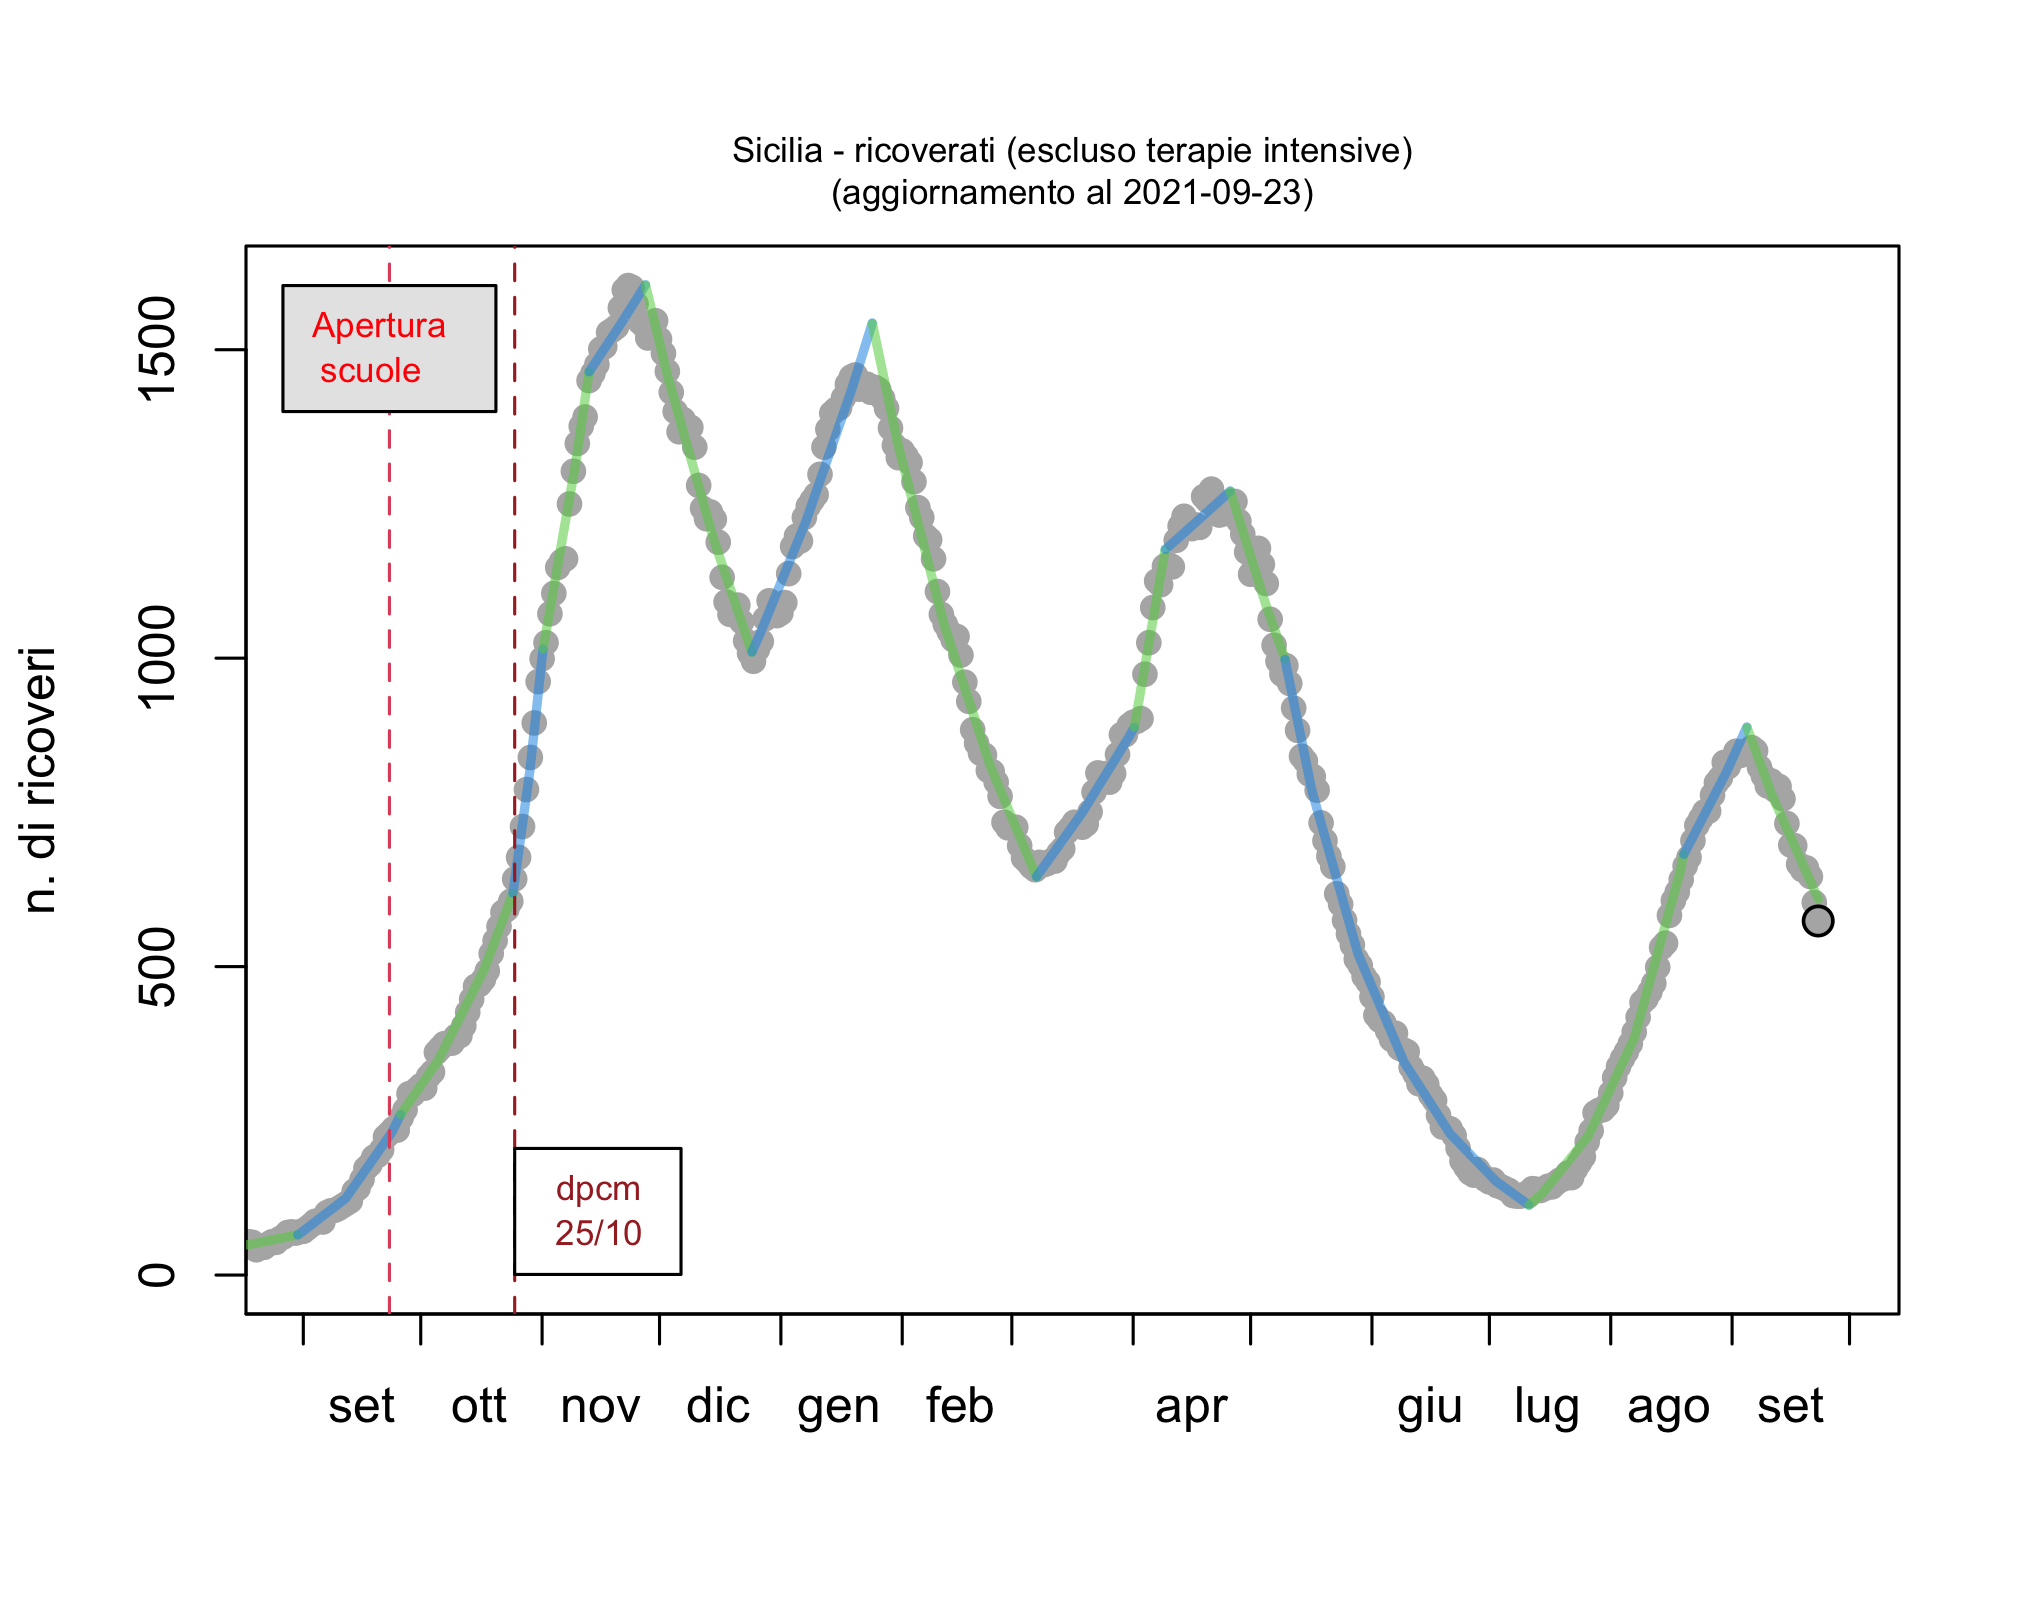 Sicilia - ricoverati (escluso terapie intensive)
(aggiornamento al 2021-09-23)
Apertura
scuole
dpcm
25/10
n. di ricoveri
1500
1000
500
0
set ott nov dic gen feb apr giu lug ago set